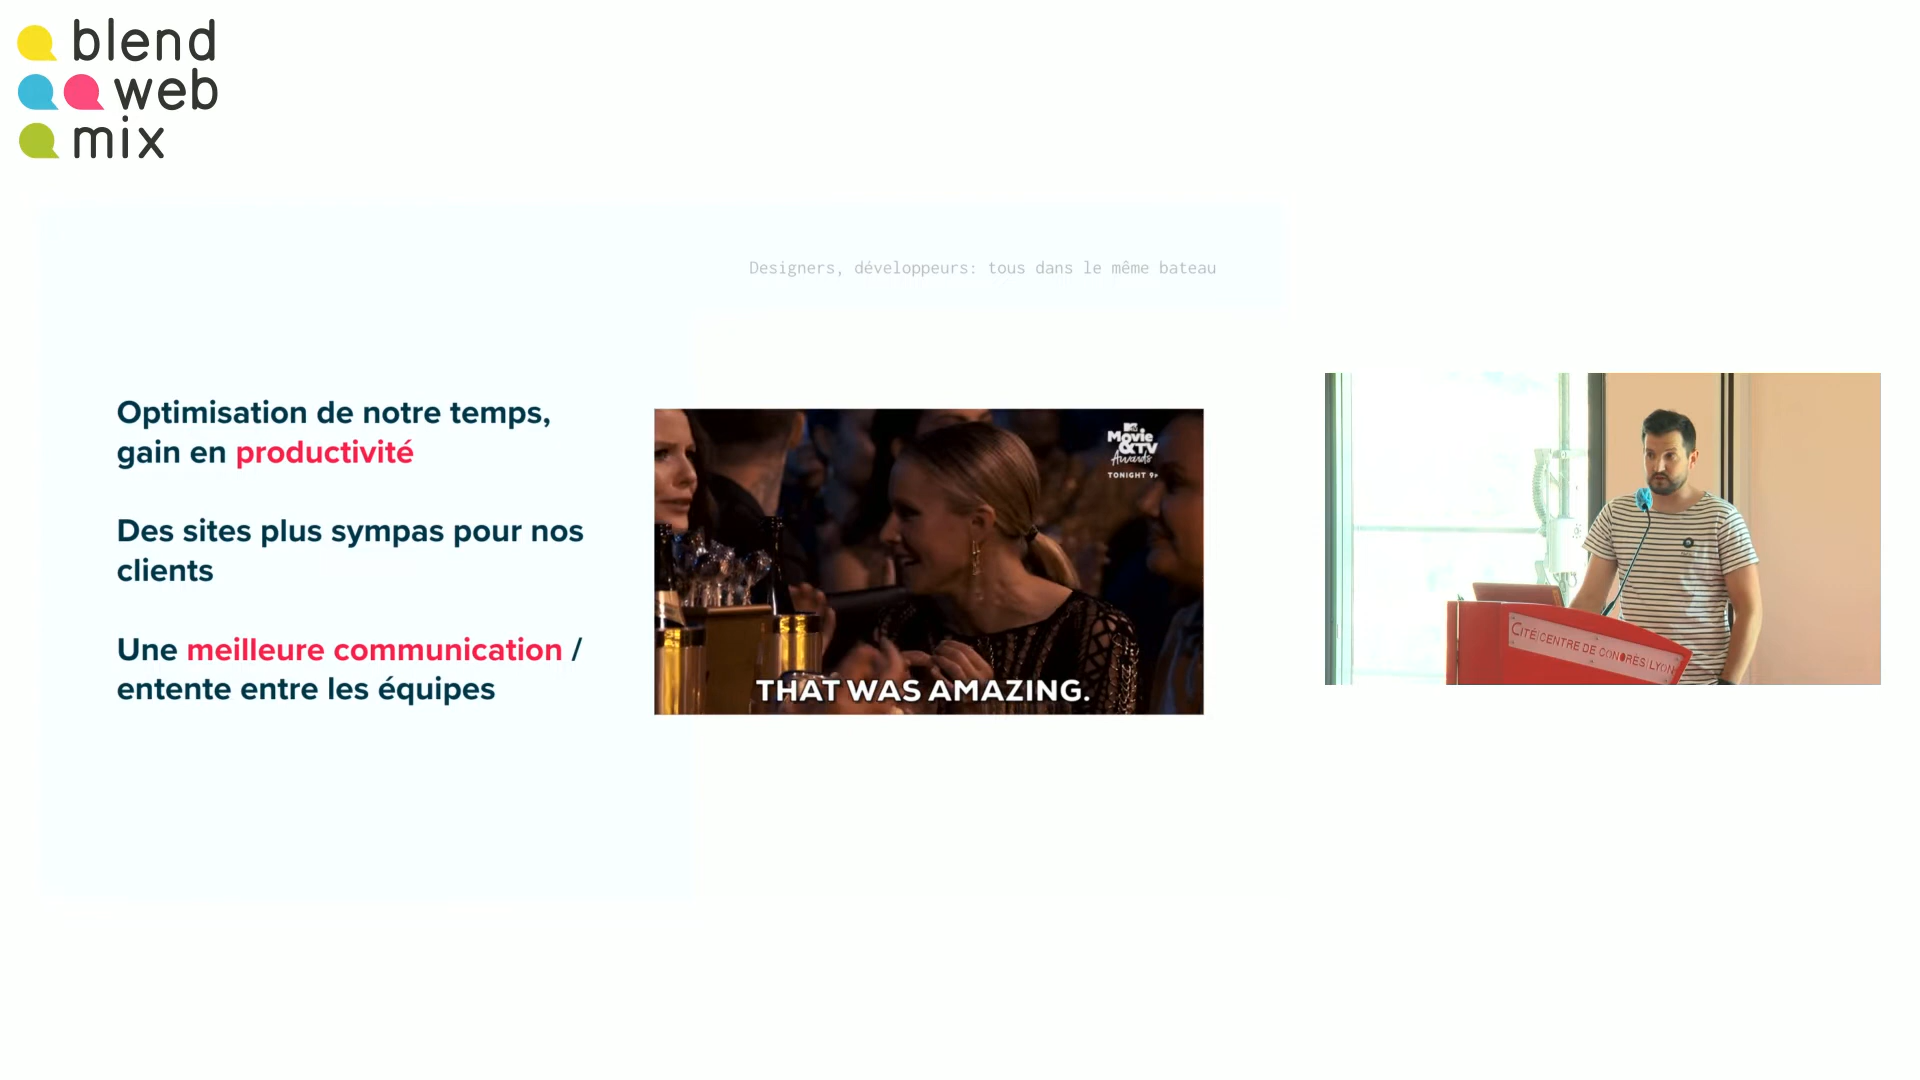 blend
web
mix
Designers, développeurs: tous dans le même bateau
Optimisation de notre temps,
gain en productivité
Des sites plus sympas pour nos
clients
Une meilleure communication /
entente entre les équipes
MTV
Movie
&TV
Awards
TONIGHT 9P
THAT WAS AMAZING.
CITÉ|CENTRE DE CONGRÈS|LYON